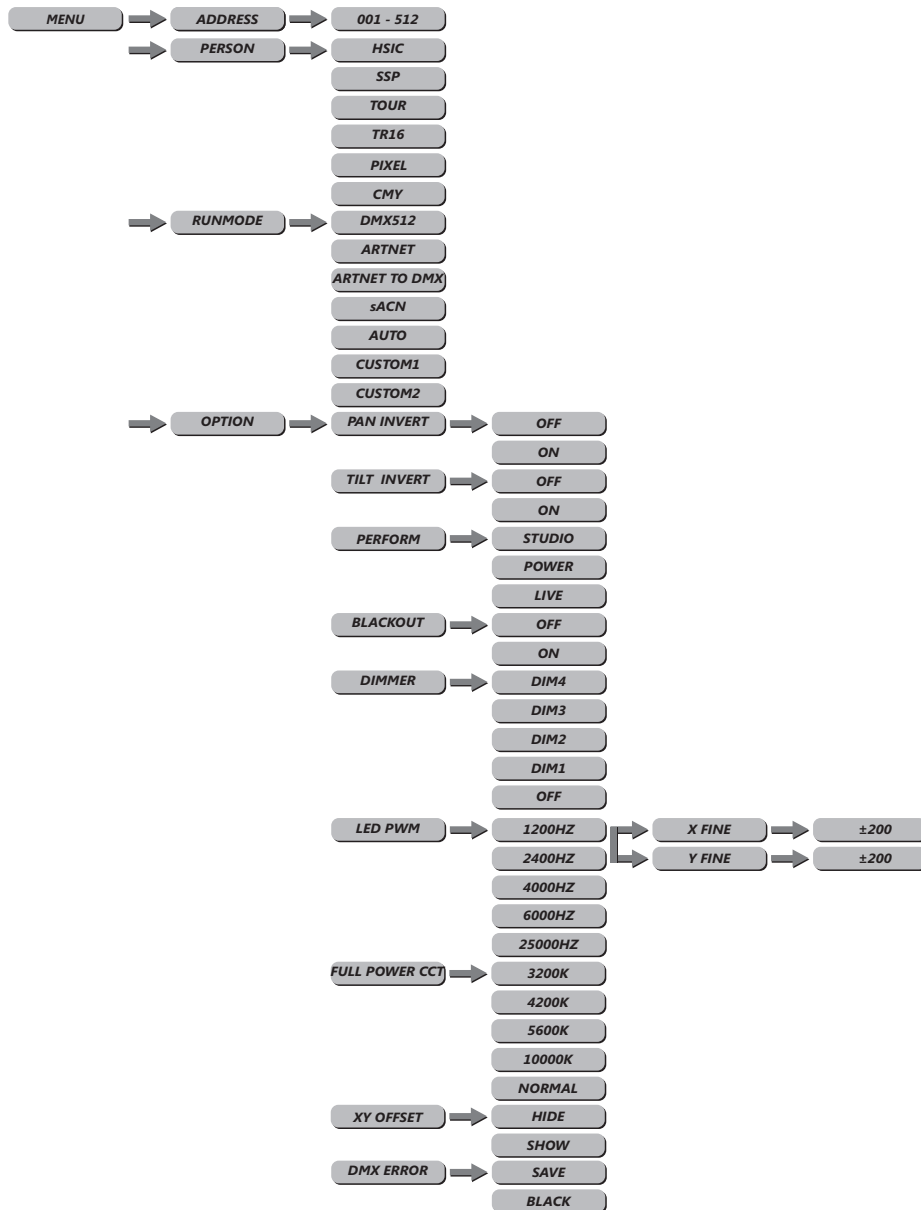 MENU ADDRESS 001 - 512
PERSON HSIC
SSP
TOUR
TR16
PIXEL
CMY
RUNMODE DMX512
ARTNET
ARTNET TO DMX
sACN
AUTO
CUSTOM1
CUSTOM2
OPTION PAN INVERT OFF
ON
TILT INVERT OFF
ON
PERFORM STUDIO
POWER
LIVE
BLACKOUT OFF
ON
DIMMER DIM4
DIM3
DIM2
DIM1
OFF
LED PWM 1200HZ X FINE ±200
2400HZ Y FINE ±200
4000HZ
6000HZ
25000HZ
FULL POWER CCT 3200K
4200K
5600K
10000K
NORMAL
XY OFFSET HIDE
SHOW
DMX ERROR SAVE
BLACK